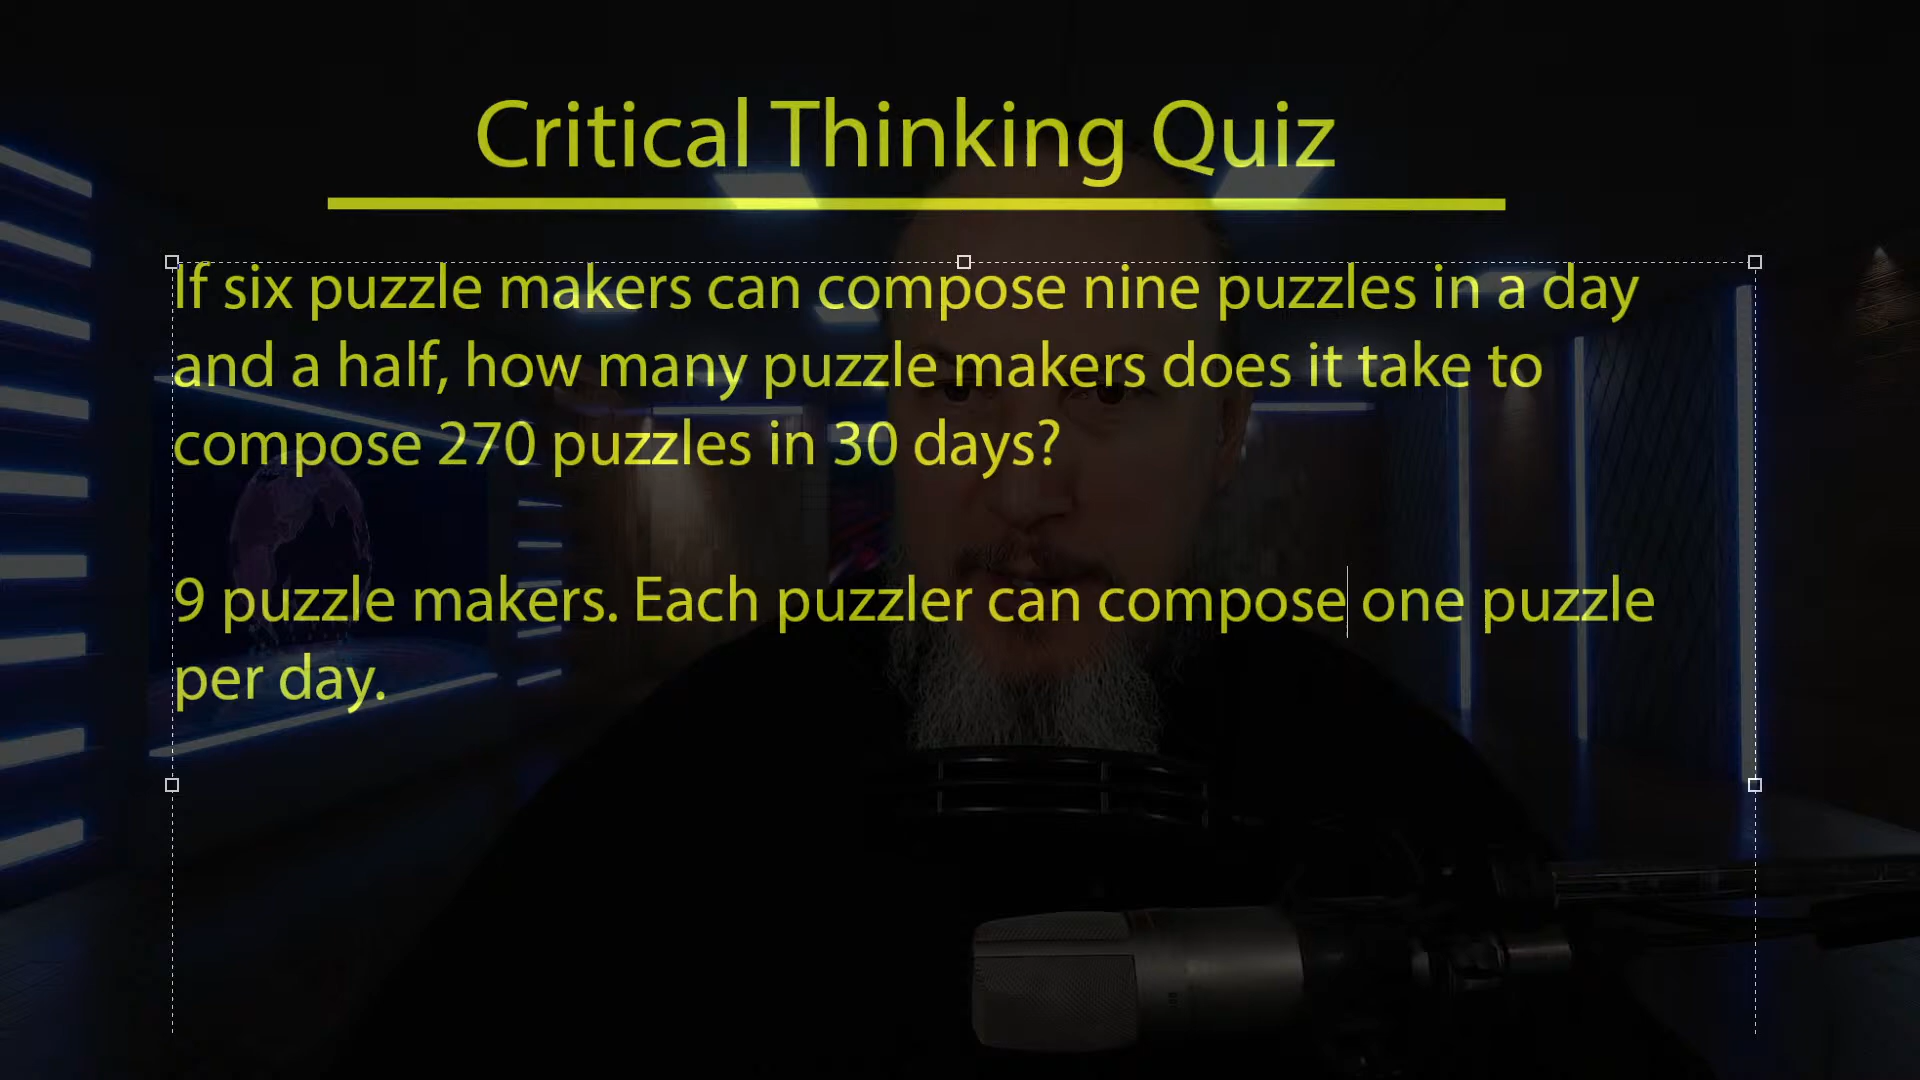 Critical Thinking Quiz
If six puzzle makers can compose nine puzzles in a day
and a half, how many puzzle makers does it take to
compose 270 puzzles in 30 days?
9 puzzle makers. Each puzzler can compose one puzzle
per day.